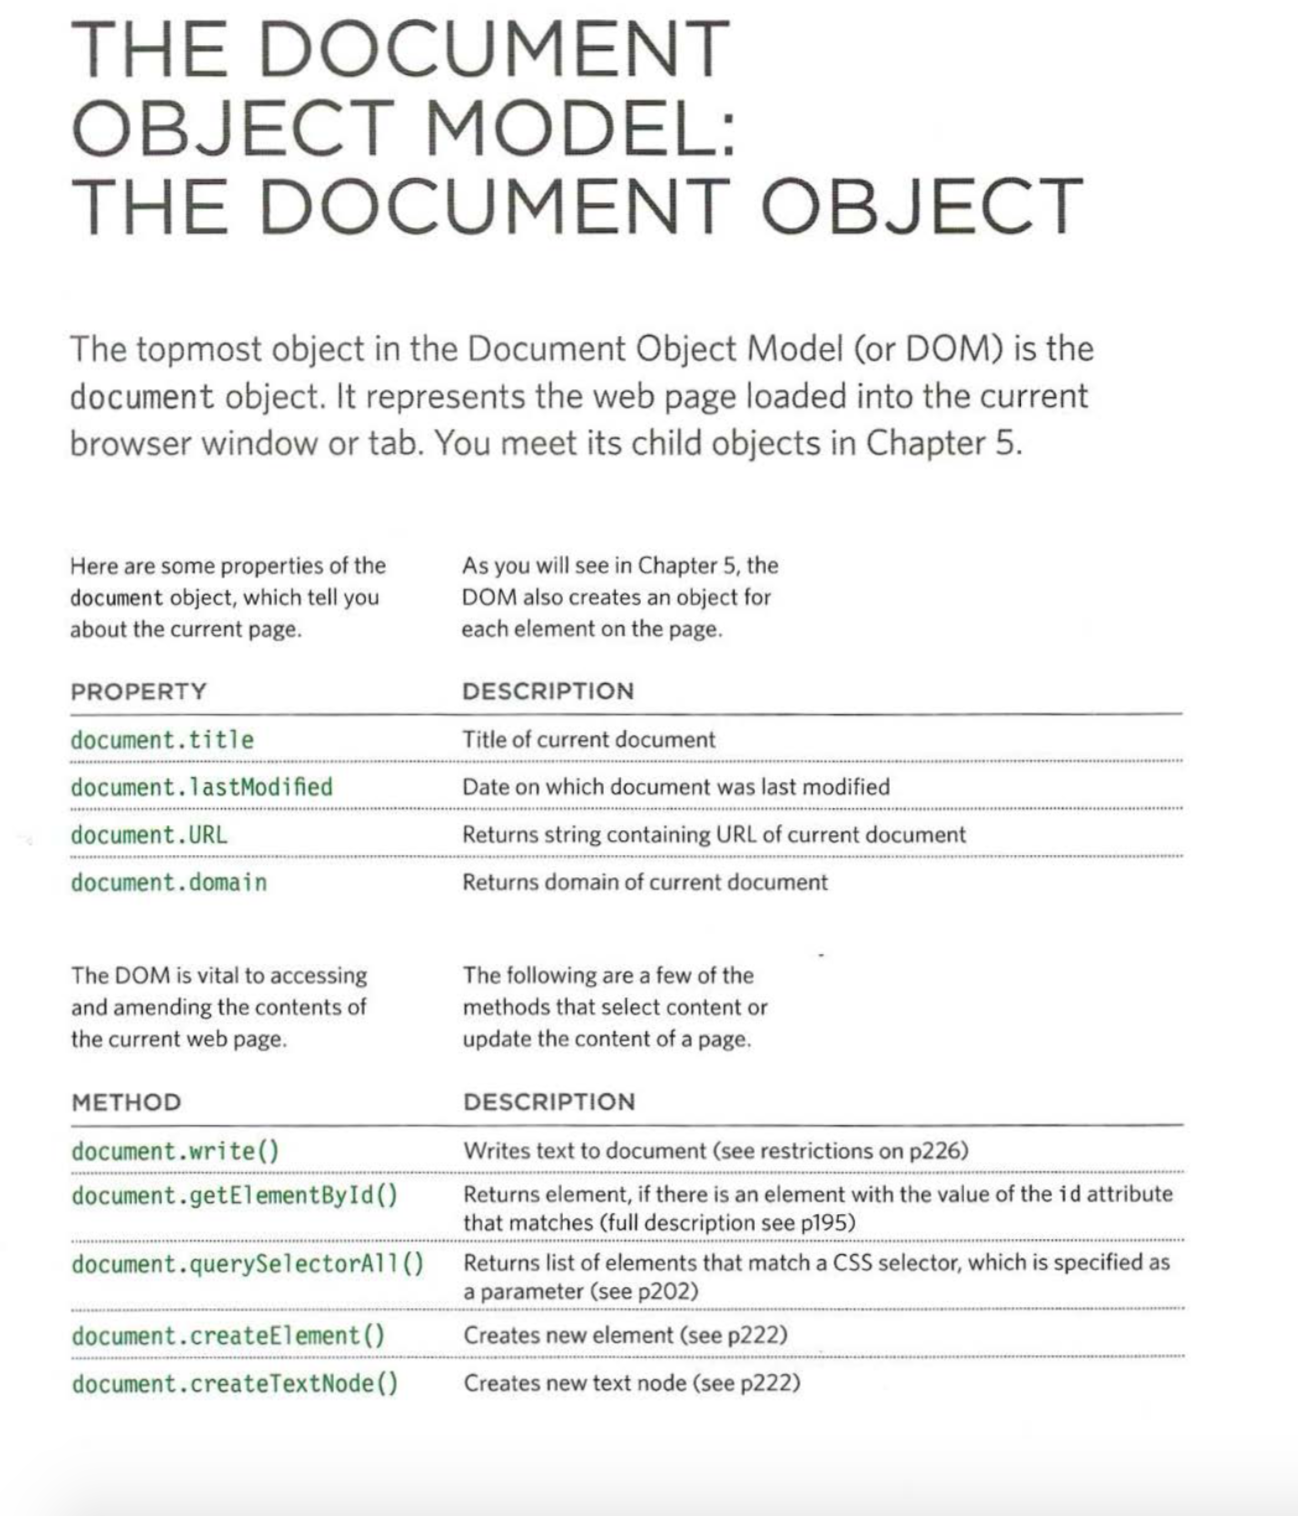 THE DOCUMENT
OBJECT MODEL:
THE DOCUMENT OBJECT
The topmost object in the Document Object Model (or DOM) is the
document object. It represents the web page loaded into the current
browser window or tab. You meet its child objects in Chapter 5.
Here are some properties of the
document object, which tell you
about the current page.
As you will see in Chapter 5, the
DOM also creates an object for
each element on the page.
PROPERTY DESCRIPTION
document.title Title of current document
document.lastModified Date on which document was last modified
document.URL Returns string containing URL of current document
document.domain Returns domain of current document
The DOM is vital to accessing
and amending the contents of
the current web page.
The following are a few of the
methods that select content or
update the content of a page.
METHOD DESCRIPTION
document.write() Writes text to document (see restrictions on p226)
document.getElementById() Returns element, if there is an element with the value of the id attribute
that matches (full description see p195)
document.querySelectorAll() Returns list of elements that match a CSS selector, which is specified as
a parameter (see p202)
document.createElement() Creates new element (see p222)
document.createTextNode() Creates new text node (see p222)